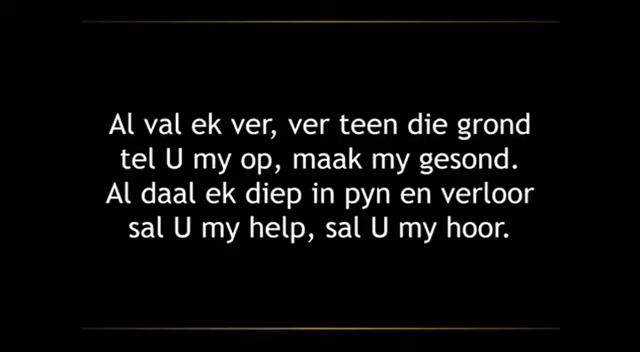 Al val ek ver, ver teen die grond
tel U my op, maak my gesond.
Al daal ek diep in pyn en verloor
sal U my help, sal U my hoor.